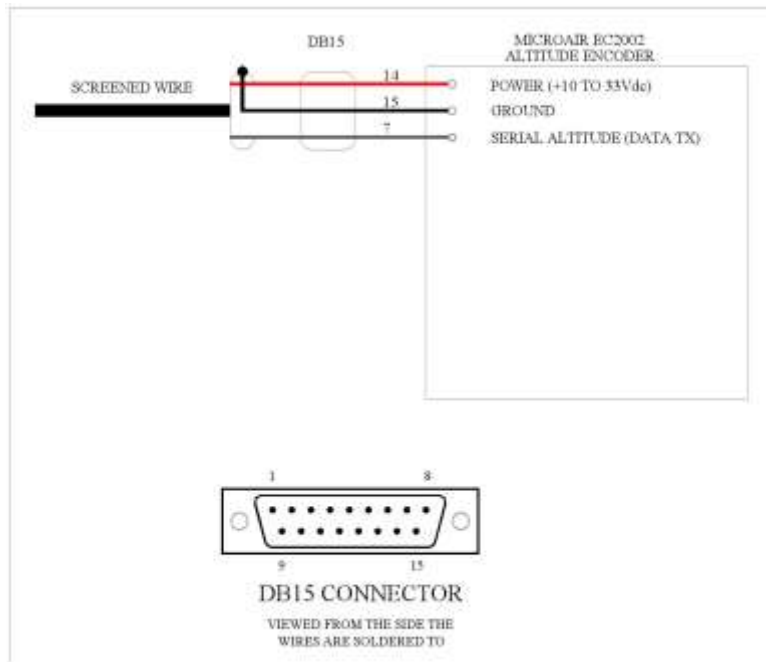 DB15
MICROAIR EC2002
ALTITUDE ENCODER
SCREENED WIRE
14
POWER (+10 TO 33Vdc)
15
GROUND
7
SERIAL ALTITUDE (DATA TX)
1
8
9
15
DB15 CONNECTOR
VIEWED FROM THE SIDE THE
WIRES ARE SOLDERED TO